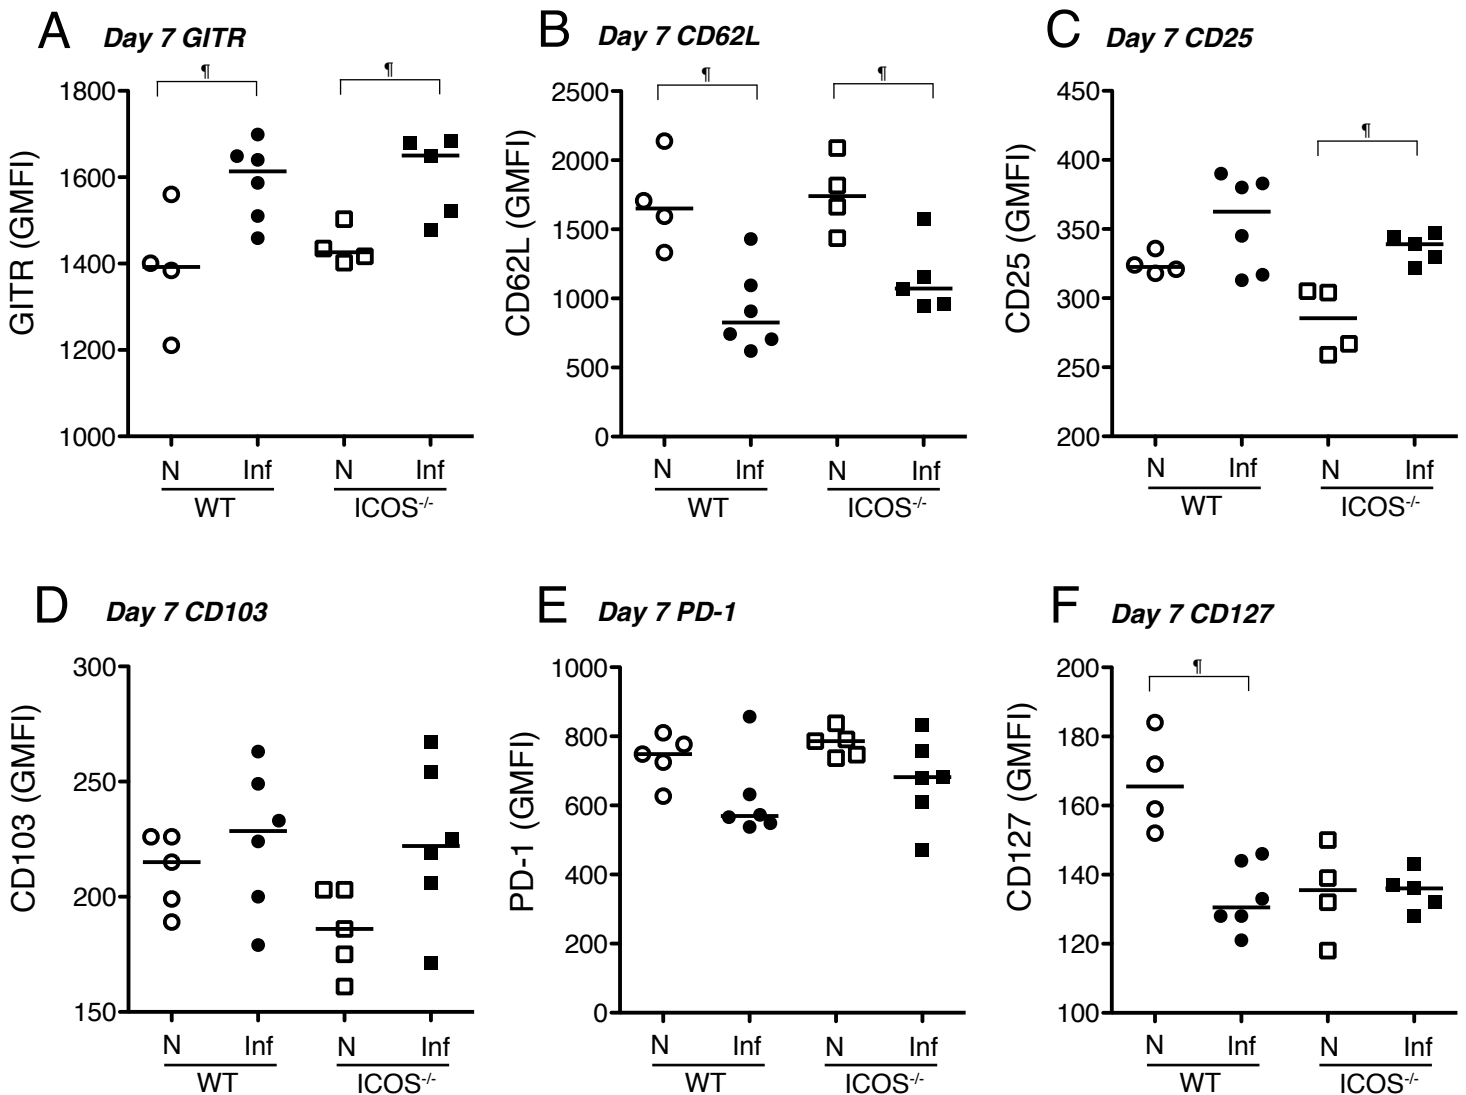 A Day 7 GITR
¶ ¶
GITR (GMFI)
1800
1600
1400
1200
1000
N Inf N Inf
WT ICOS-/-
B Day 7 CD62L
¶ ¶
CD62L (GMFI)
2500
2000
1500
1000
500
0
N Inf N Inf
WT ICOS-/-
C Day 7 CD25
¶
CD25 (GMFI)
450
400
350
300
250
200
N Inf N Inf
WT ICOS-/-
D Day 7 CD103
CD103 (GMFI)
300
250
200
150
N Inf N Inf
WT ICOS-/-
E Day 7 PD-1
PD-1 (GMFI)
1000
800
600
400
200
0
N Inf N Inf
WT ICOS-/-
F Day 7 CD127
¶
CD127 (GMFI)
200
180
160
140
120
100
N Inf N Inf
WT ICOS-/-